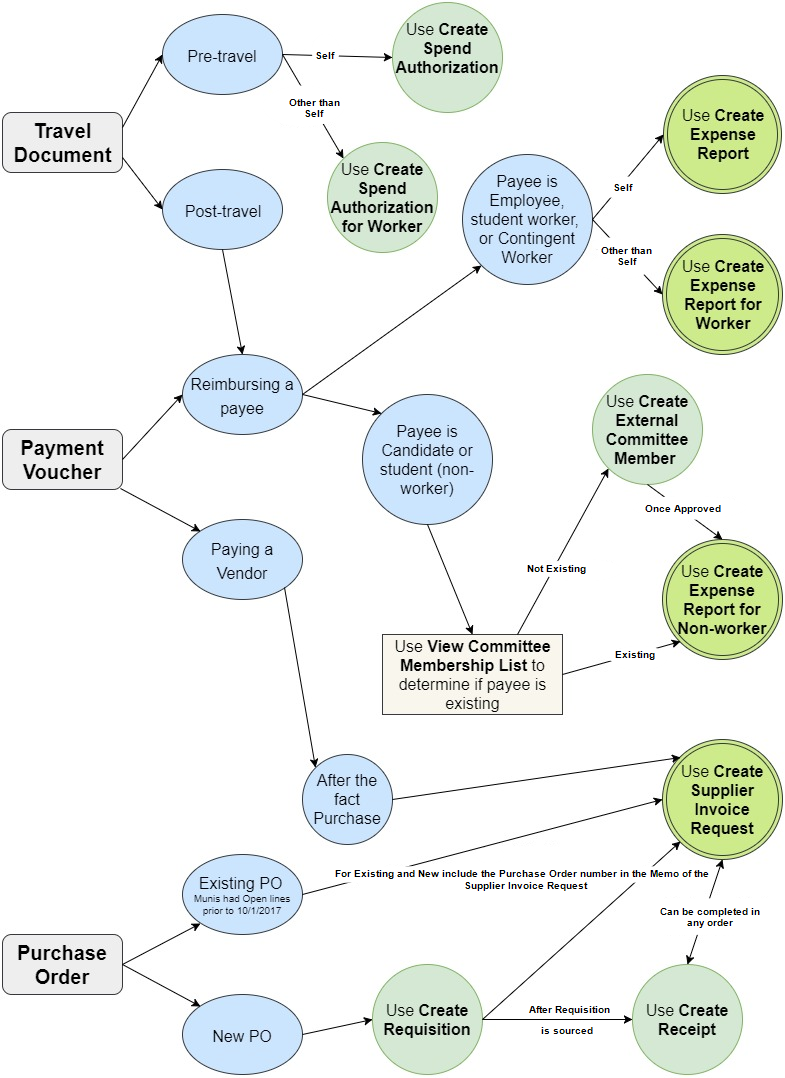 Use Create
Spend
Authorization
Pre-travel
Self
Other than
Self
Travel
Document
Use Create
Spend
Authorization
for Worker
Post-travel
Payee is
Employee,
student worker,
or Contingent
Worker
Self
Use Create
Expense
Report
Other than
Self
Use Create
Expense
Report for
Worker
Reimbursing a
payee
Payment
Voucher
Payee is
Candidate or
student (non-
worker)
Use Create
External
Committee
Member
Once Approved
Paying a
Vendor
Not Existing
Use Create
Expense
Report for
Non-worker
Use View Committee
Membership List to
determine if payee is
existing
Existing
After the
fact
Purchase
Use Create
Supplier
Invoice
Request
Existing PO
Munis had Open lines
prior to 10/1/2017
For Existing and New include the Purchase Order number in the Memo of the
Supplier Invoice Request
Can be completed in
any order
Purchase
Order
New PO
Use Create
Requisition
After Requisition
is sourced
Use Create
Receipt